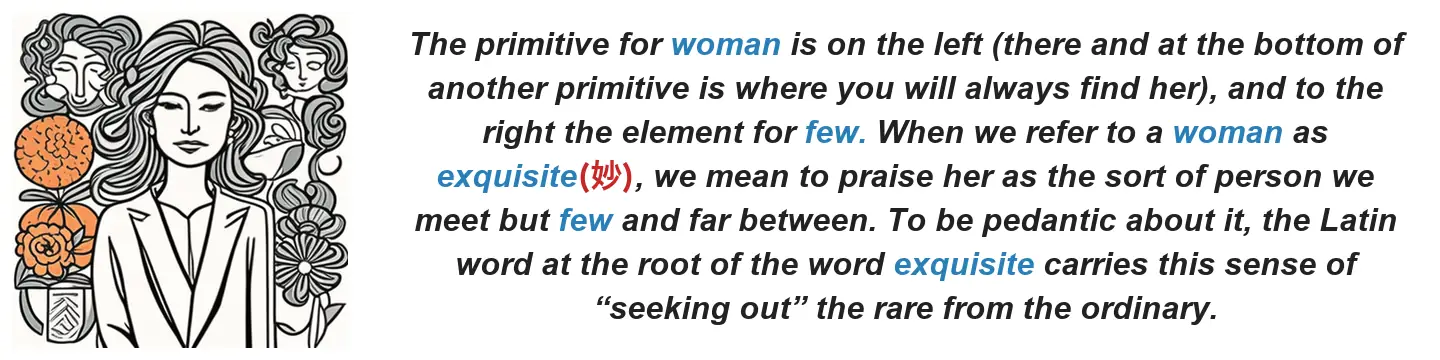 The primitive for woman is on the left (there and at the bottom of
another primitive is where you will always find her), and to the
right the element for few. When we refer to a woman as
exquisite(妙), we mean to praise her as the sort of person we
meet but few and far between. To be pedantic about it, the Latin
word at the root of the word exquisite carries this sense of
“seeking out” the rare from the ordinary.